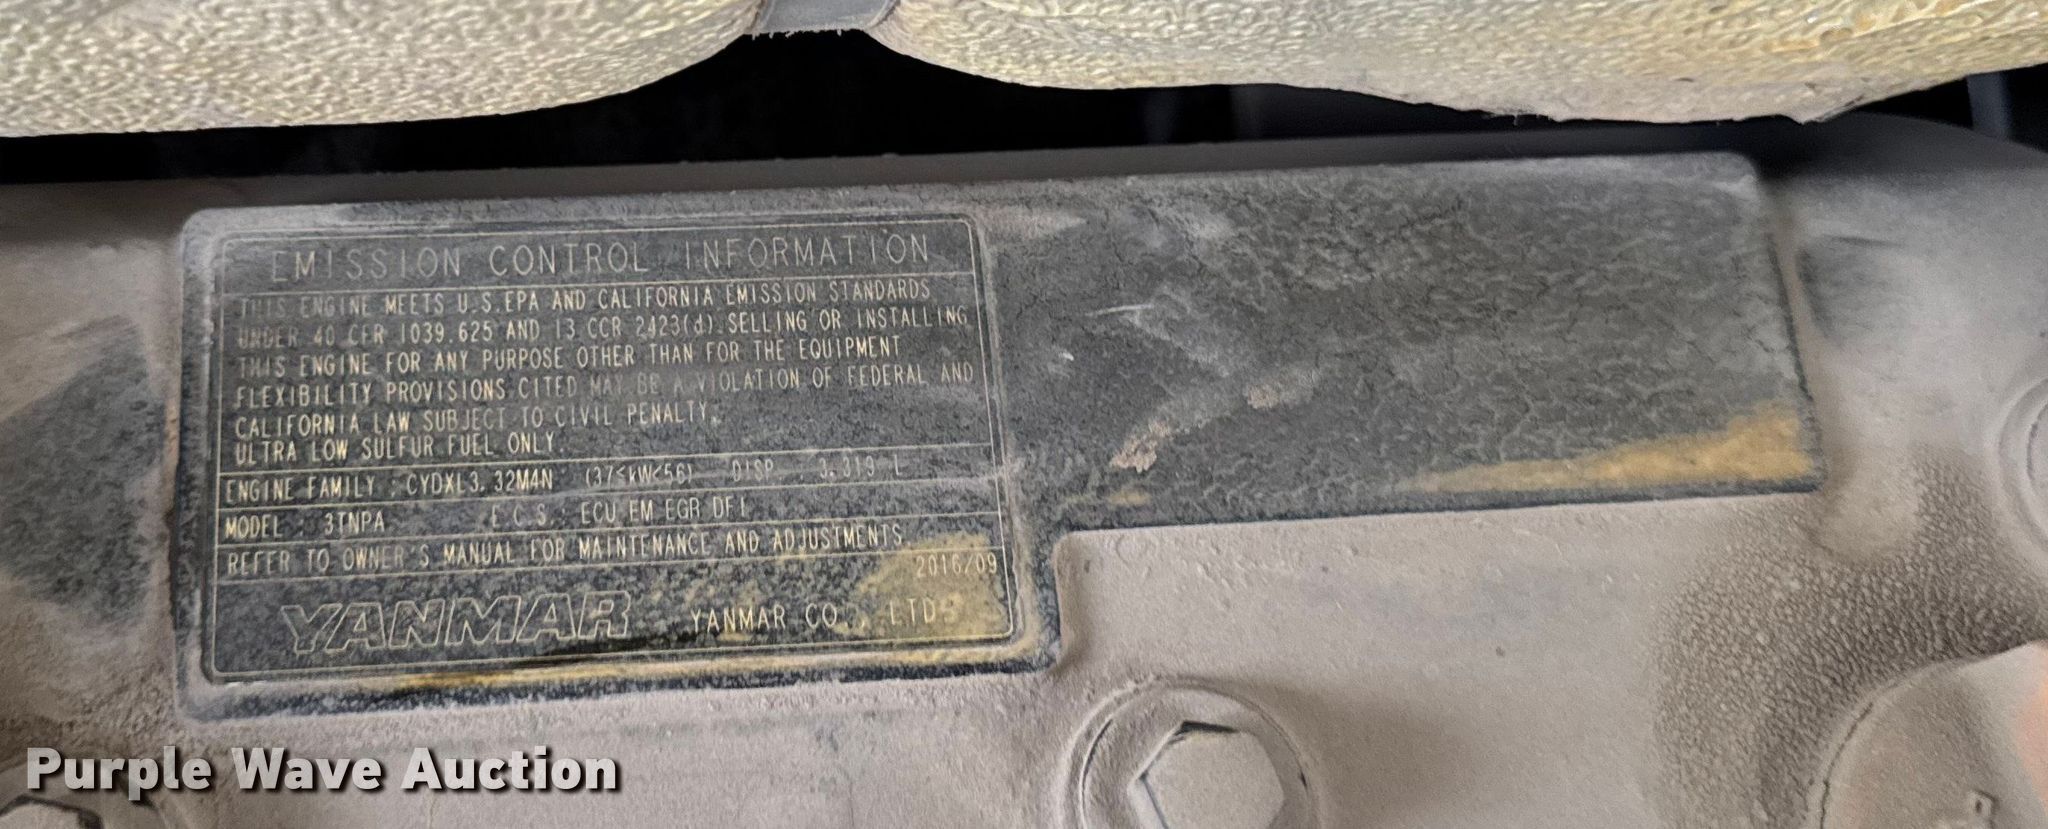 EMISSION CONTROL INFORMATION
THIS ENGINE MEETS U.S.EPA AND CALIFORNIA EMISSION STANDARDS
UNDER 40 CFR 1039.625 AND 13 CCR 2423(d).SELLING OR INSTALLING
THIS ENGINE FOR ANY PURPOSE OTHER THAN FOR THE EQUIPMENT
FLEXIBILITY PROVISIONS CITED MAY BE A VIOLATION OF FEDERAL AND
CALIFORNIA LAW SUBJECT TO CIVIL PENALTY.
ULTRA LOW SULFUR FUEL ONLY.
ENGINE FAMILY : CYDXL3.32M4N (37≤kW<56) DISP. : 3.319 L
MODEL : 3TNPA E.C.S. : ECU EM EGR DFI
REFER TO OWNER'S MANUAL FOR MAINTENANCE AND ADJUSTMENTS.
2016/09
YANMAR YANMAR CO., LTD.
Purple Wave Auction